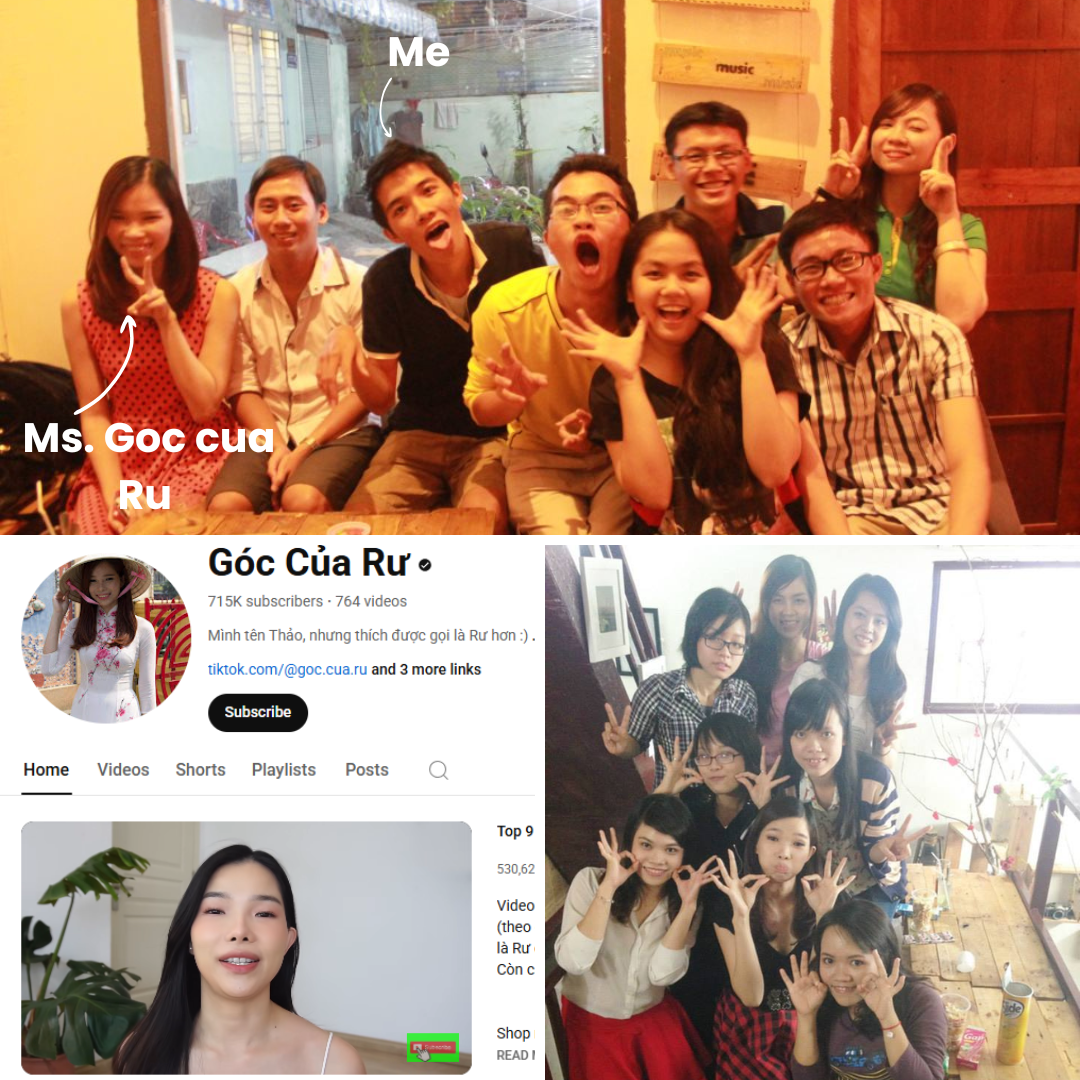 Me
music
Ms. Goc cua
Ru
Góc Của Rư
715K subscribers · 764 videos
Mình tên Thảo, nhưng thích được gọi là Rư hơn :) .
tiktok.com/@goc.cua.ru and 3 more links
Subscribe
Home Videos Shorts Playlists Posts
Top 9
530,62
Video
(theo
là Rư
Còn c
Shop
READ